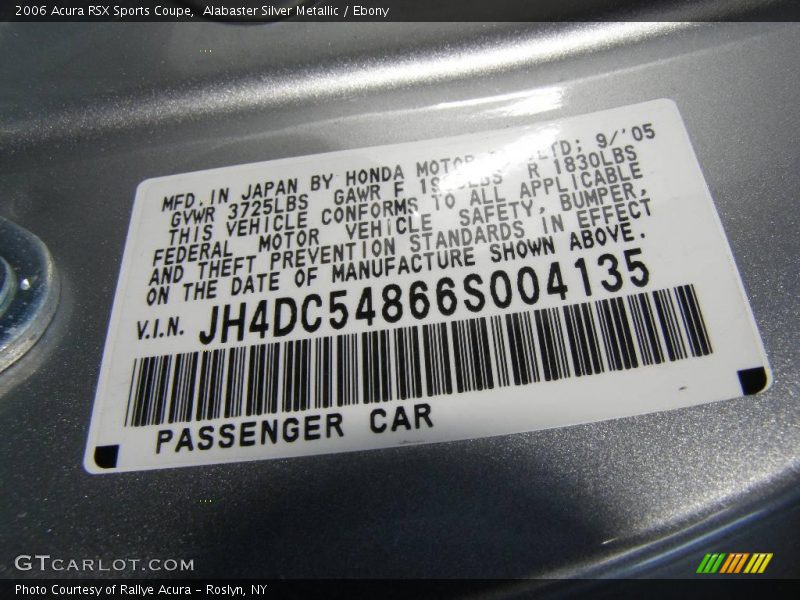 2006 Acura RSX Sports Coupe,  Alabaster Silver Metallic / Ebony
MFD. IN JAPAN BY HONDA MOTOR LTD; 9/'05
GVWR 3725LBS GAWR F LBS R 1830LBS
THIS VEHICLE CONFORMS TO ALL APPLICABLE
FEDERAL MOTOR VEHICLE SAFETY, BUMPER,
AND THEFT PREVENTION STANDARDS IN EFFECT
ON THE DATE OF MANUFACTURE SHOWN ABOVE.
V.I.N. JH4DC54866S004135
PASSENGER CAR
GTCARLOT.COM
Photo Courtesy of Rallye Acura – Roslyn, NY